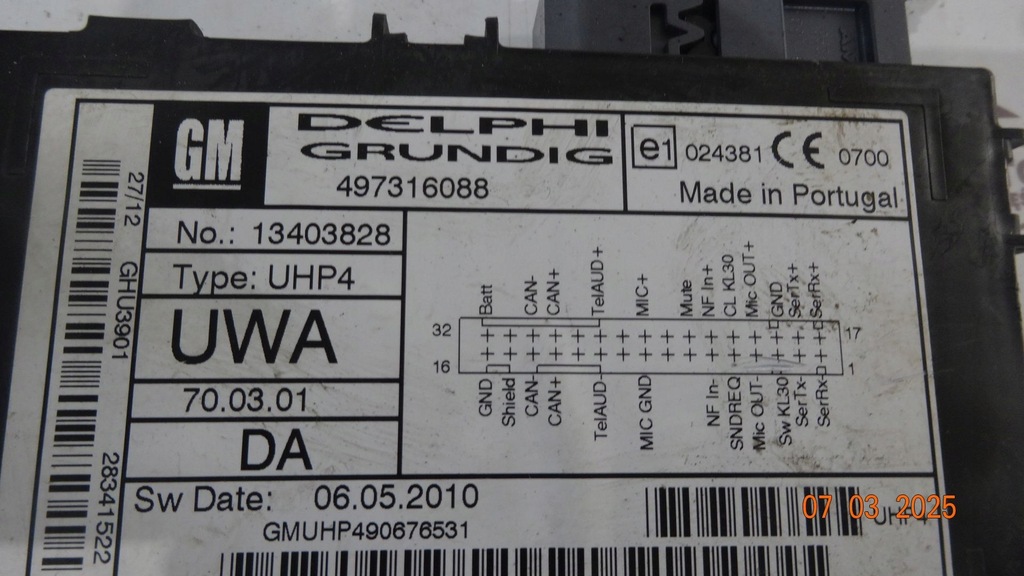 GM
DELPHI
GRUNDIG
497316088
e1 024381 CE 0700
Made in Portugal
27/12
GHU3901
28341522
No.: 13403828
Type: UHP4
UWA
70.03.01
DA
Batt CAN- CAN+ TelAUD+ MIC+ Mute NF In+ CL KL30 Mic OUT+ GND SerTx+ SerRx+
32 17
16 1
GND Shield CAN- CAN+ TelAUD- MIC GND NF In- SNDREQ Mic OUT- Sw KL30 SerTx- SerRx-
Sw Date: 06.05.2010
GMUHP490676531
07 03 2025